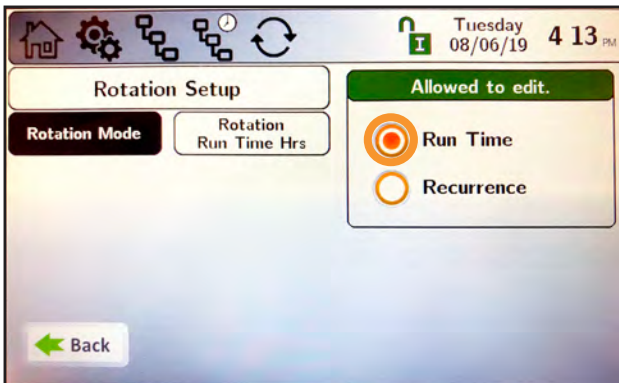 Tuesday
08/06/19
4 13 PM
I
Rotation Setup
Allowed to edit.
Rotation Mode
Rotation
Run Time Hrs
Run Time
Recurrence
Back